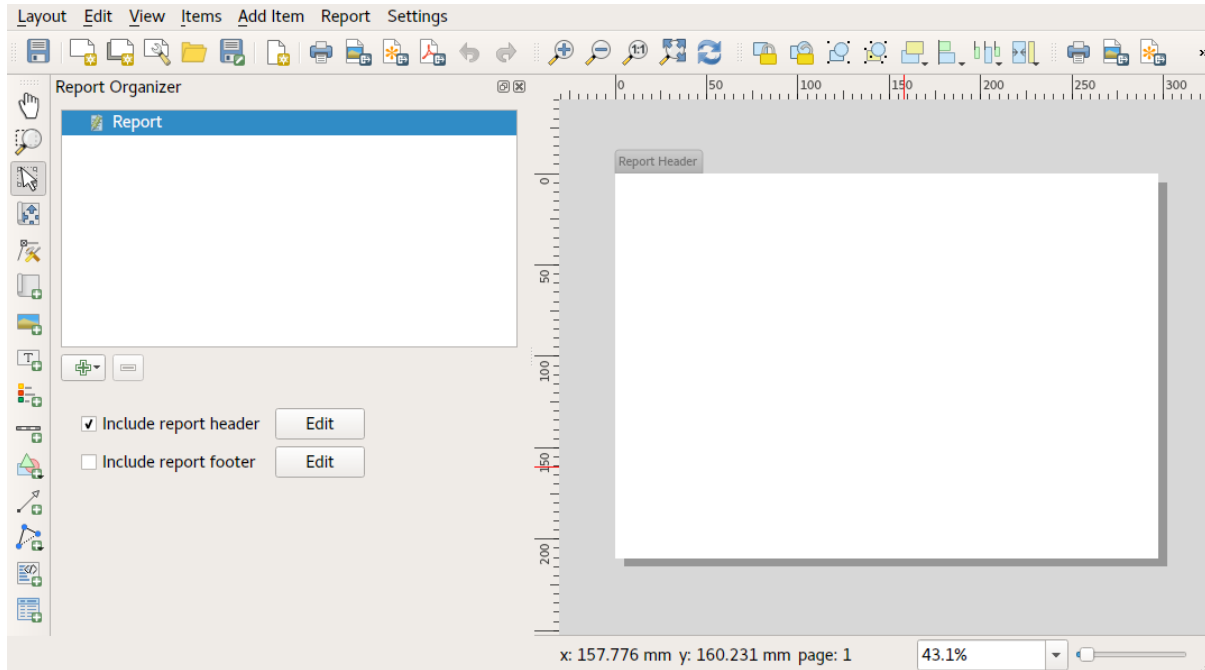 Layout Edit View Items Add Item Report Settings
1:1
Report Organizer
0 50 100 150 200 250 300
Report
Report Header
0
50
100
150
200
T
Include report header Edit
Include report footer Edit
x: 157.776 mm y: 160.231 mm page: 1 43.1%